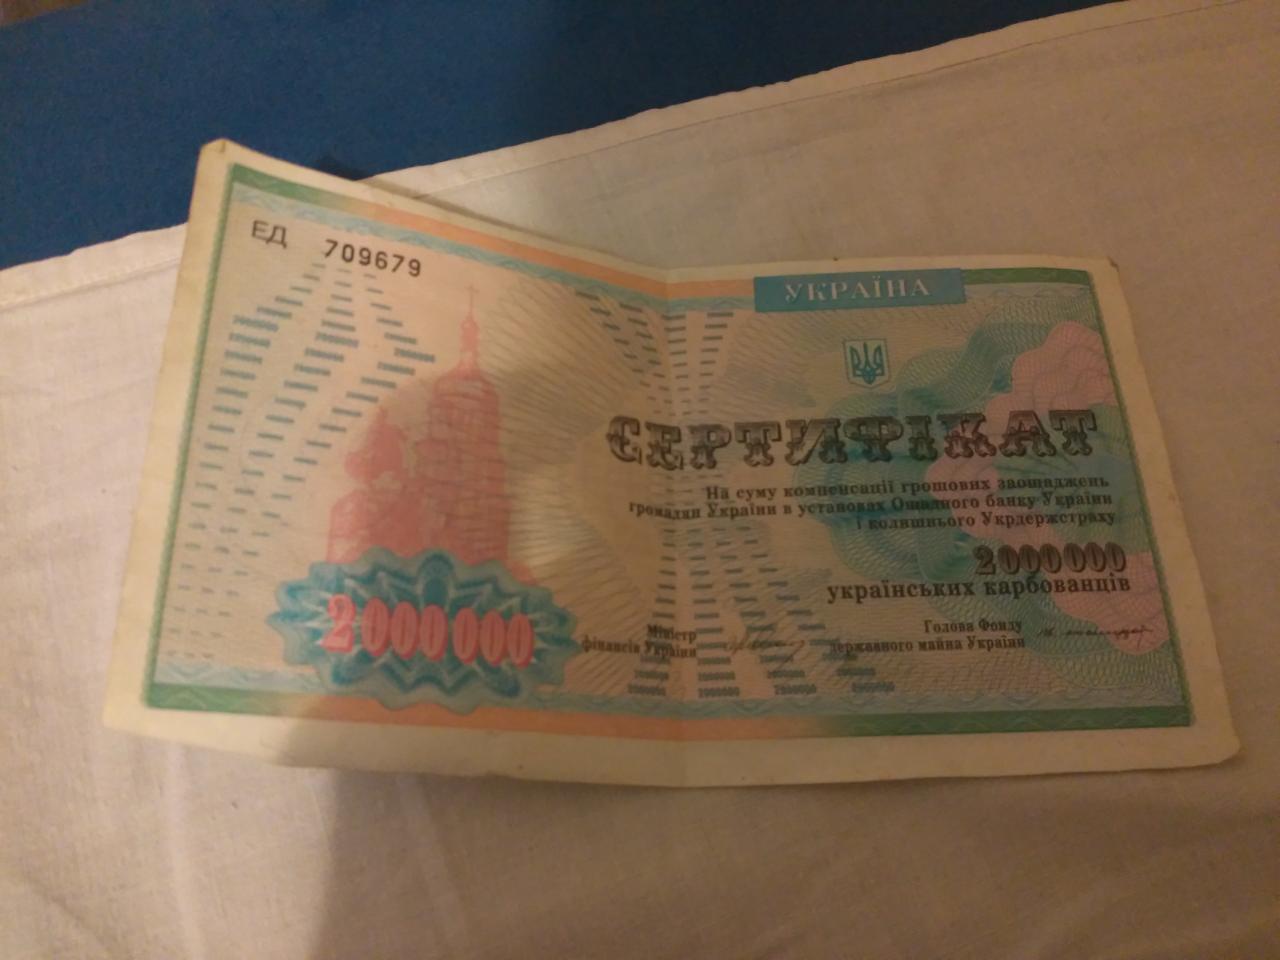 ЕД 709679
УКРАЇНА
СЕРТИФІКАТ
На суму компенсації грошових заощаджень
громадян України в установах Ощадного банку України
і колишнього Укрдержстраху
2000000
українських карбованців
Міністр
фінансів України
Голова Фонду
державного майна України
2 000 000